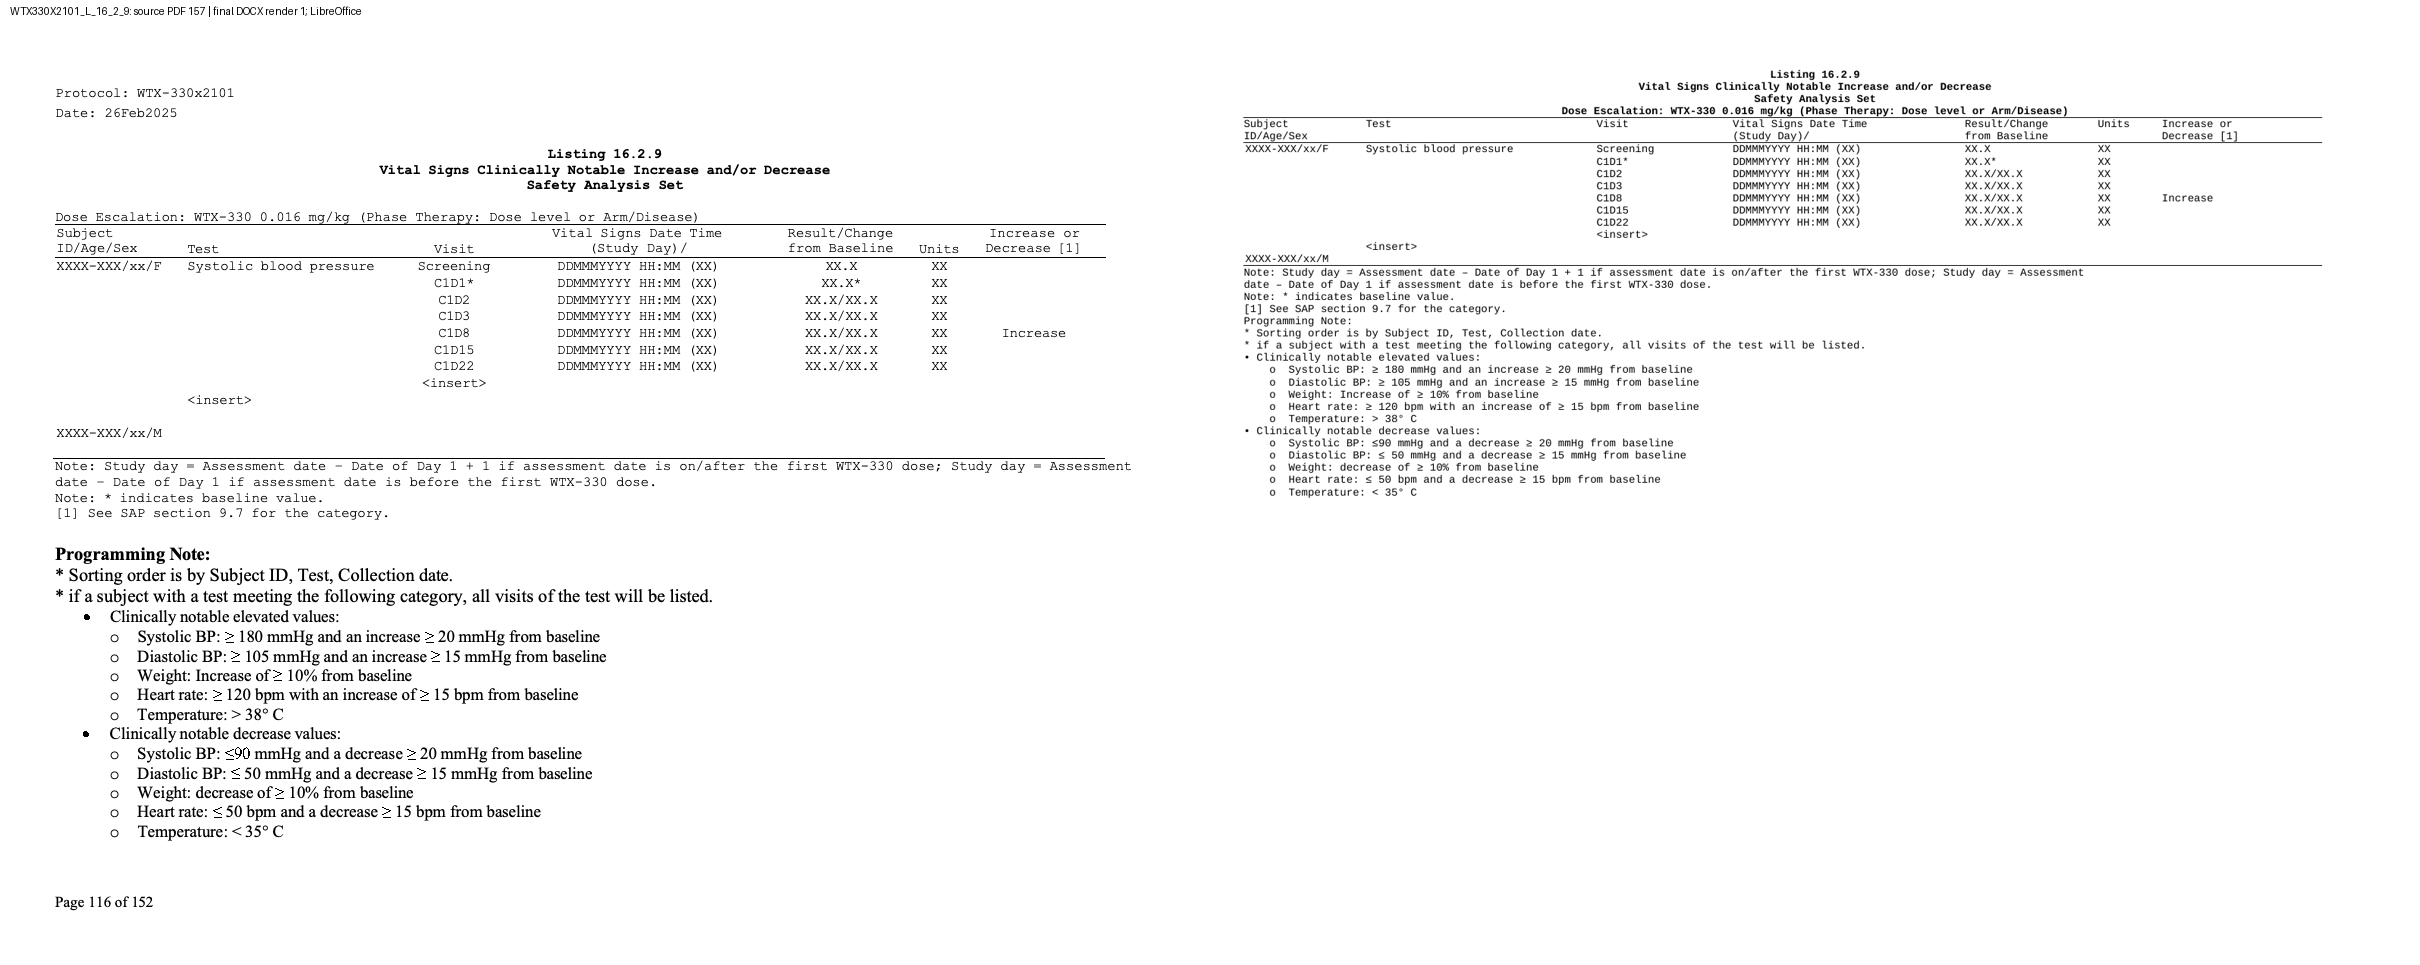 WTX330X2101_L_16_2_9: source PDF 157 | final DOCX render 1; LibreOffice
Protocol: WTX-330x2101
Date: 26Feb2025
Listing 16.2.9
Vital Signs Clinically Notable Increase and/or Decrease
Safety Analysis Set
Dose Escalation: WTX-330 0.016 mg/kg (Phase Therapy: Dose level or Arm/Disease)
Subject Vital Signs Date Time Result/Change Increase or
ID/Age/Sex Test Visit (Study Day)/ from Baseline Units Decrease [1]
XXXX-XXX/xx/F Systolic blood pressure Screening DDMMMYYYY HH:MM (XX) XX.X XX
C1D1* DDMMMYYYY HH:MM (XX) XX.X* XX
C1D2 DDMMMYYYY HH:MM (XX) XX.X/XX.X XX
C1D3 DDMMMYYYY HH:MM (XX) XX.X/XX.X XX
C1D8 DDMMMYYYY HH:MM (XX) XX.X/XX.X XX Increase
C1D15 DDMMMYYYY HH:MM (XX) XX.X/XX.X XX
C1D22 DDMMMYYYY HH:MM (XX) XX.X/XX.X XX
<insert>
<insert>
XXXX-XXX/xx/M
Note: Study day = Assessment date – Date of Day 1 + 1 if assessment date is on/after the first WTX-330 dose; Study day = Assessment
date – Date of Day 1 if assessment date is before the first WTX-330 dose.
Note: * indicates baseline value.
[1] See SAP section 9.7 for the category.
Programming Note:
* Sorting order is by Subject ID, Test, Collection date.
* if a subject with a test meeting the following category, all visits of the test will be listed.
• Clinically notable elevated values:
o Systolic BP: ≥ 180 mmHg and an increase ≥ 20 mmHg from baseline
o Diastolic BP: ≥ 105 mmHg and an increase ≥ 15 mmHg from baseline
o Weight: Increase of ≥ 10% from baseline
o Heart rate: ≥ 120 bpm with an increase of ≥ 15 bpm from baseline
o Temperature: > 38° C
• Clinically notable decrease values:
o Systolic BP: ≤90 mmHg and a decrease ≥ 20 mmHg from baseline
o Diastolic BP: ≤ 50 mmHg and a decrease ≥ 15 mmHg from baseline
o Weight: decrease of ≥ 10% from baseline
o Heart rate: ≤ 50 bpm and a decrease ≥ 15 bpm from baseline
o Temperature: < 35° C
Page 116 of 152
Listing 16.2.9
Vital Signs Clinically Notable Increase and/or Decrease
Safety Analysis Set
Dose Escalation: WTX-330 0.016 mg/kg (Phase Therapy: Dose level or Arm/Disease)
Subject Test Visit Vital Signs Date Time Result/Change Units Increase or
ID/Age/Sex (Study Day)/ from Baseline Decrease [1]
XXXX-XXX/xx/F Systolic blood pressure Screening DDMMMYYYY HH:MM (XX) XX.X XX
C1D1* DDMMMYYYY HH:MM (XX) XX.X* XX
C1D2 DDMMMYYYY HH:MM (XX) XX.X/XX.X XX
C1D3 DDMMMYYYY HH:MM (XX) XX.X/XX.X XX
C1D8 DDMMMYYYY HH:MM (XX) XX.X/XX.X XX Increase
C1D15 DDMMMYYYY HH:MM (XX) XX.X/XX.X XX
C1D22 DDMMMYYYY HH:MM (XX) XX.X/XX.X XX
<insert>
<insert>
XXXX-XXX/xx/M
Note: Study day = Assessment date – Date of Day 1 + 1 if assessment date is on/after the first WTX-330 dose; Study day = Assessment
date – Date of Day 1 if assessment date is before the first WTX-330 dose.
Note: * indicates baseline value.
[1] See SAP section 9.7 for the category.
Programming Note:
* Sorting order is by Subject ID, Test, Collection date.
* if a subject with a test meeting the following category, all visits of the test will be listed.
• Clinically notable elevated values:
o Systolic BP: ≥ 180 mmHg and an increase ≥ 20 mmHg from baseline
o Diastolic BP: ≥ 105 mmHg and an increase ≥ 15 mmHg from baseline
o Weight: Increase of ≥ 10% from baseline
o Heart rate: ≥ 120 bpm with an increase of ≥ 15 bpm from baseline
o Temperature: > 38° C
• Clinically notable decrease values:
o Systolic BP: ≤90 mmHg and a decrease ≥ 20 mmHg from baseline
o Diastolic BP: ≤ 50 mmHg and a decrease ≥ 15 mmHg from baseline
o Weight: decrease of ≥ 10% from baseline
o Heart rate: ≤ 50 bpm and a decrease ≥ 15 bpm from baseline
o Temperature: < 35° C